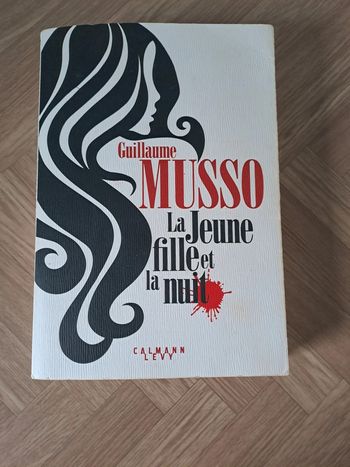 Guillaume
MUSSO
La Jeune
fille et
la nuit
CALMANN
LEVY